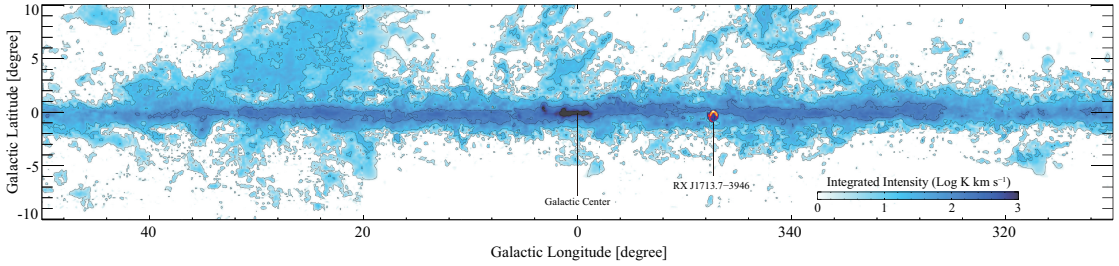 10
5
0
-5
-10
Galactic Latitude [degree]
RX J1713.7−3946
Galactic Center
Integrated Intensity (Log K km s⁻¹)
0 1 2 3
40 20 0 340 320
Galactic Longitude [degree]